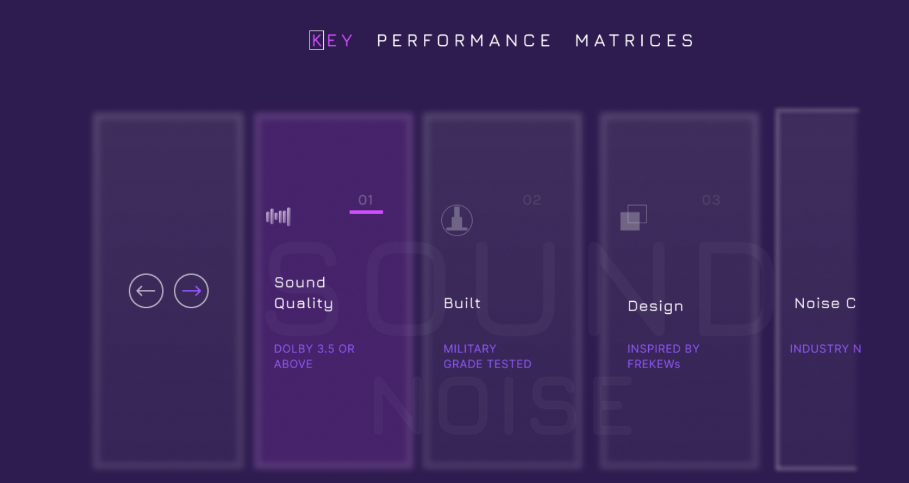 KEY PERFORMANCE MATRICES
01
02
03
Sound
Quality
Built
Design
Noise C
DOLBY 3.5 OR
ABOVE
MILITARY
GRADE TESTED
INSPIRED BY
FREKEWs
INDUSTRY N
SOUND
NOISE